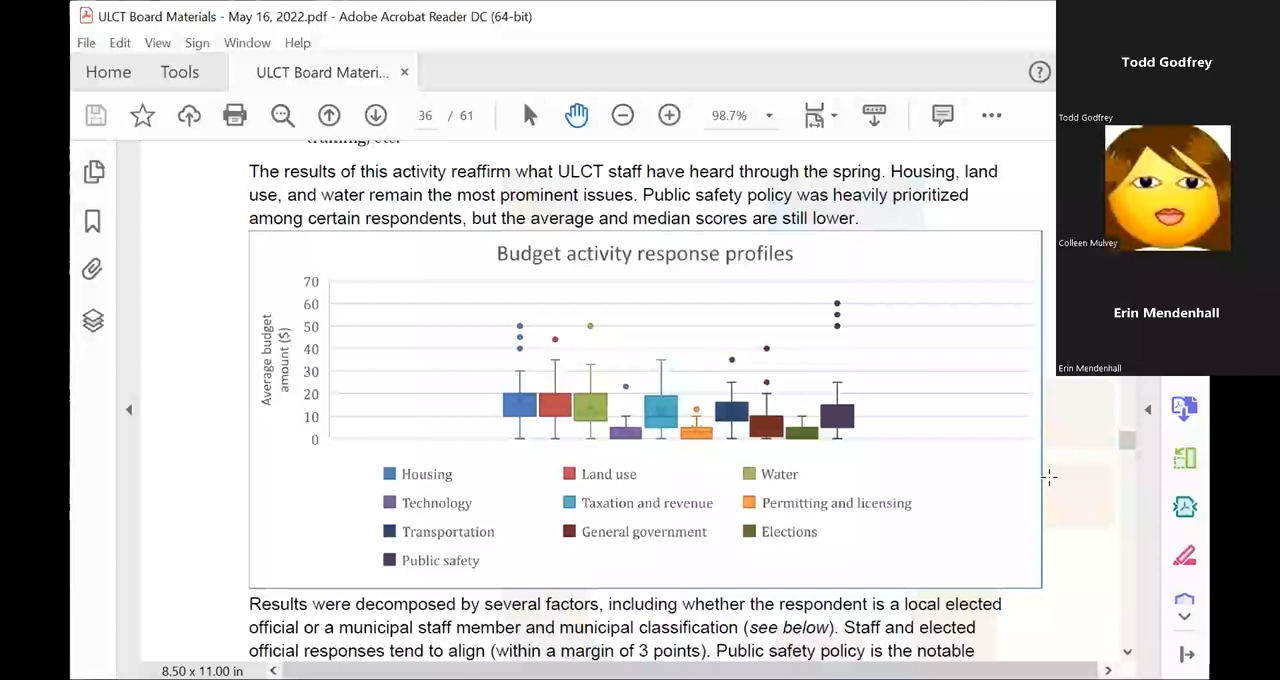 ULCT Board Materials - May 16, 2022.pdf - Adobe Acrobat Reader DC (64-bit)
File Edit View Sign Window Help
Home Tools ULCT Board Materi... ×
36 / 61 98.7%
training, etc.
The results of this activity reaffirm what ULCT staff have heard through the spring. Housing, land
use, and water remain the most prominent issues. Public safety policy was heavily prioritized
among certain respondents, but the average and median scores are still lower.
Budget activity response profiles
Average budget
amount ($)
70
60
50
40
30
20
10
0
Housing Land use Water
Technology Taxation and revenue Permitting and licensing
Transportation General government Elections
Public safety
Results were decomposed by several factors, including whether the respondent is a local elected
official or a municipal staff member and municipal classification (see below). Staff and elected
official responses tend to align (within a margin of 3 points). Public safety policy is the notable
8.50 x 11.00 in
Todd Godfrey
Todd Godfrey
Colleen Mulvey
Erin Mendenhall
Erin Mendenhall